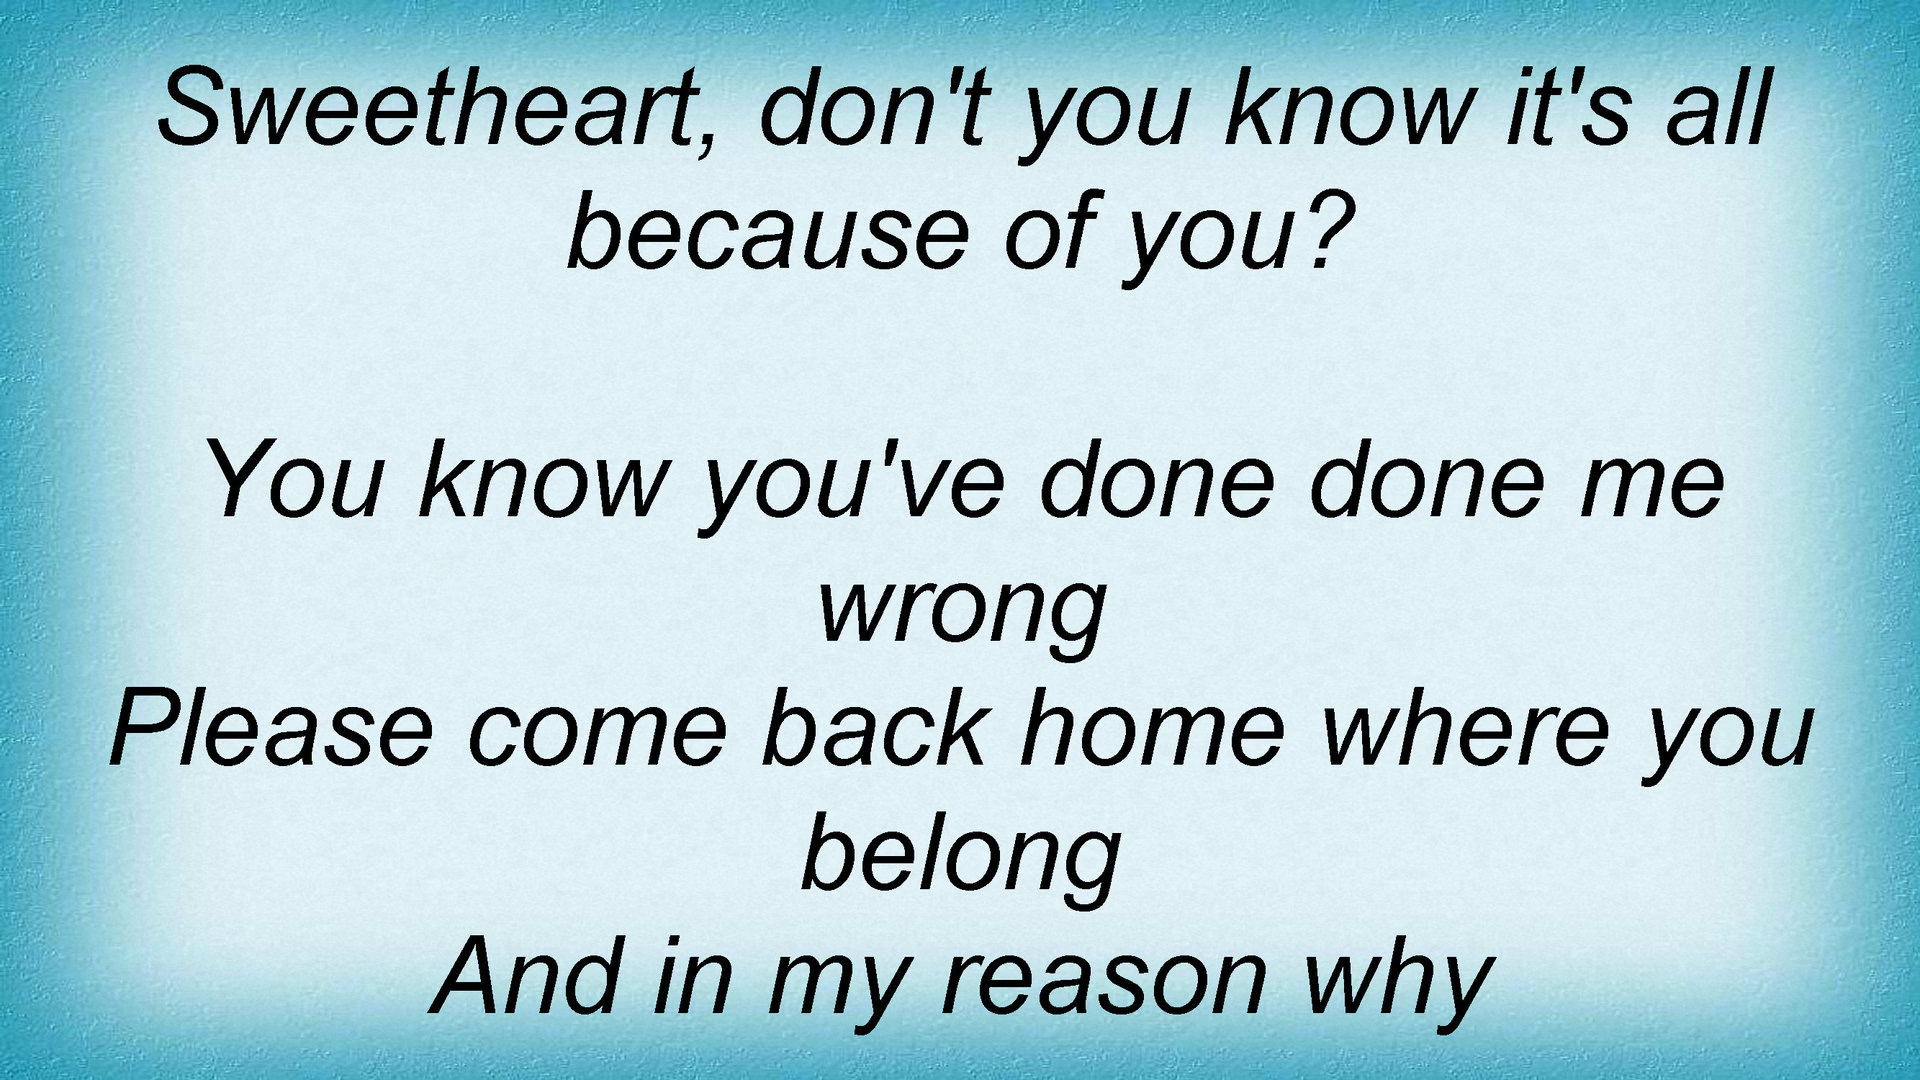 Sweetheart, don't you know it's all
because of you?
You know you've done done me
wrong
Please come back home where you
belong
And in my reason why